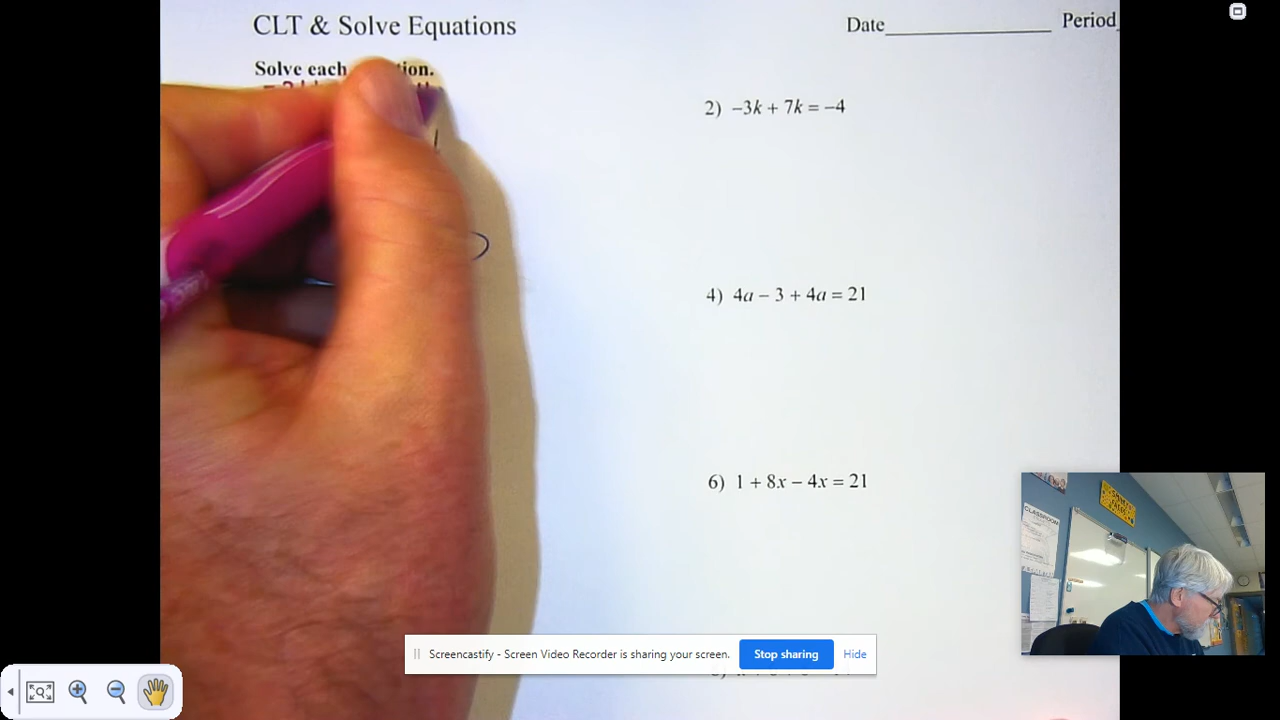 CLT & Solve Equations
Date Period
Solve each
2) −3k + 7k = −4
4) 4a − 3 + 4a = 21
6) 1 + 8x − 4x = 21
Screencastify - Screen Video Recorder is sharing your screen. Stop sharing Hide
CLASSROOM